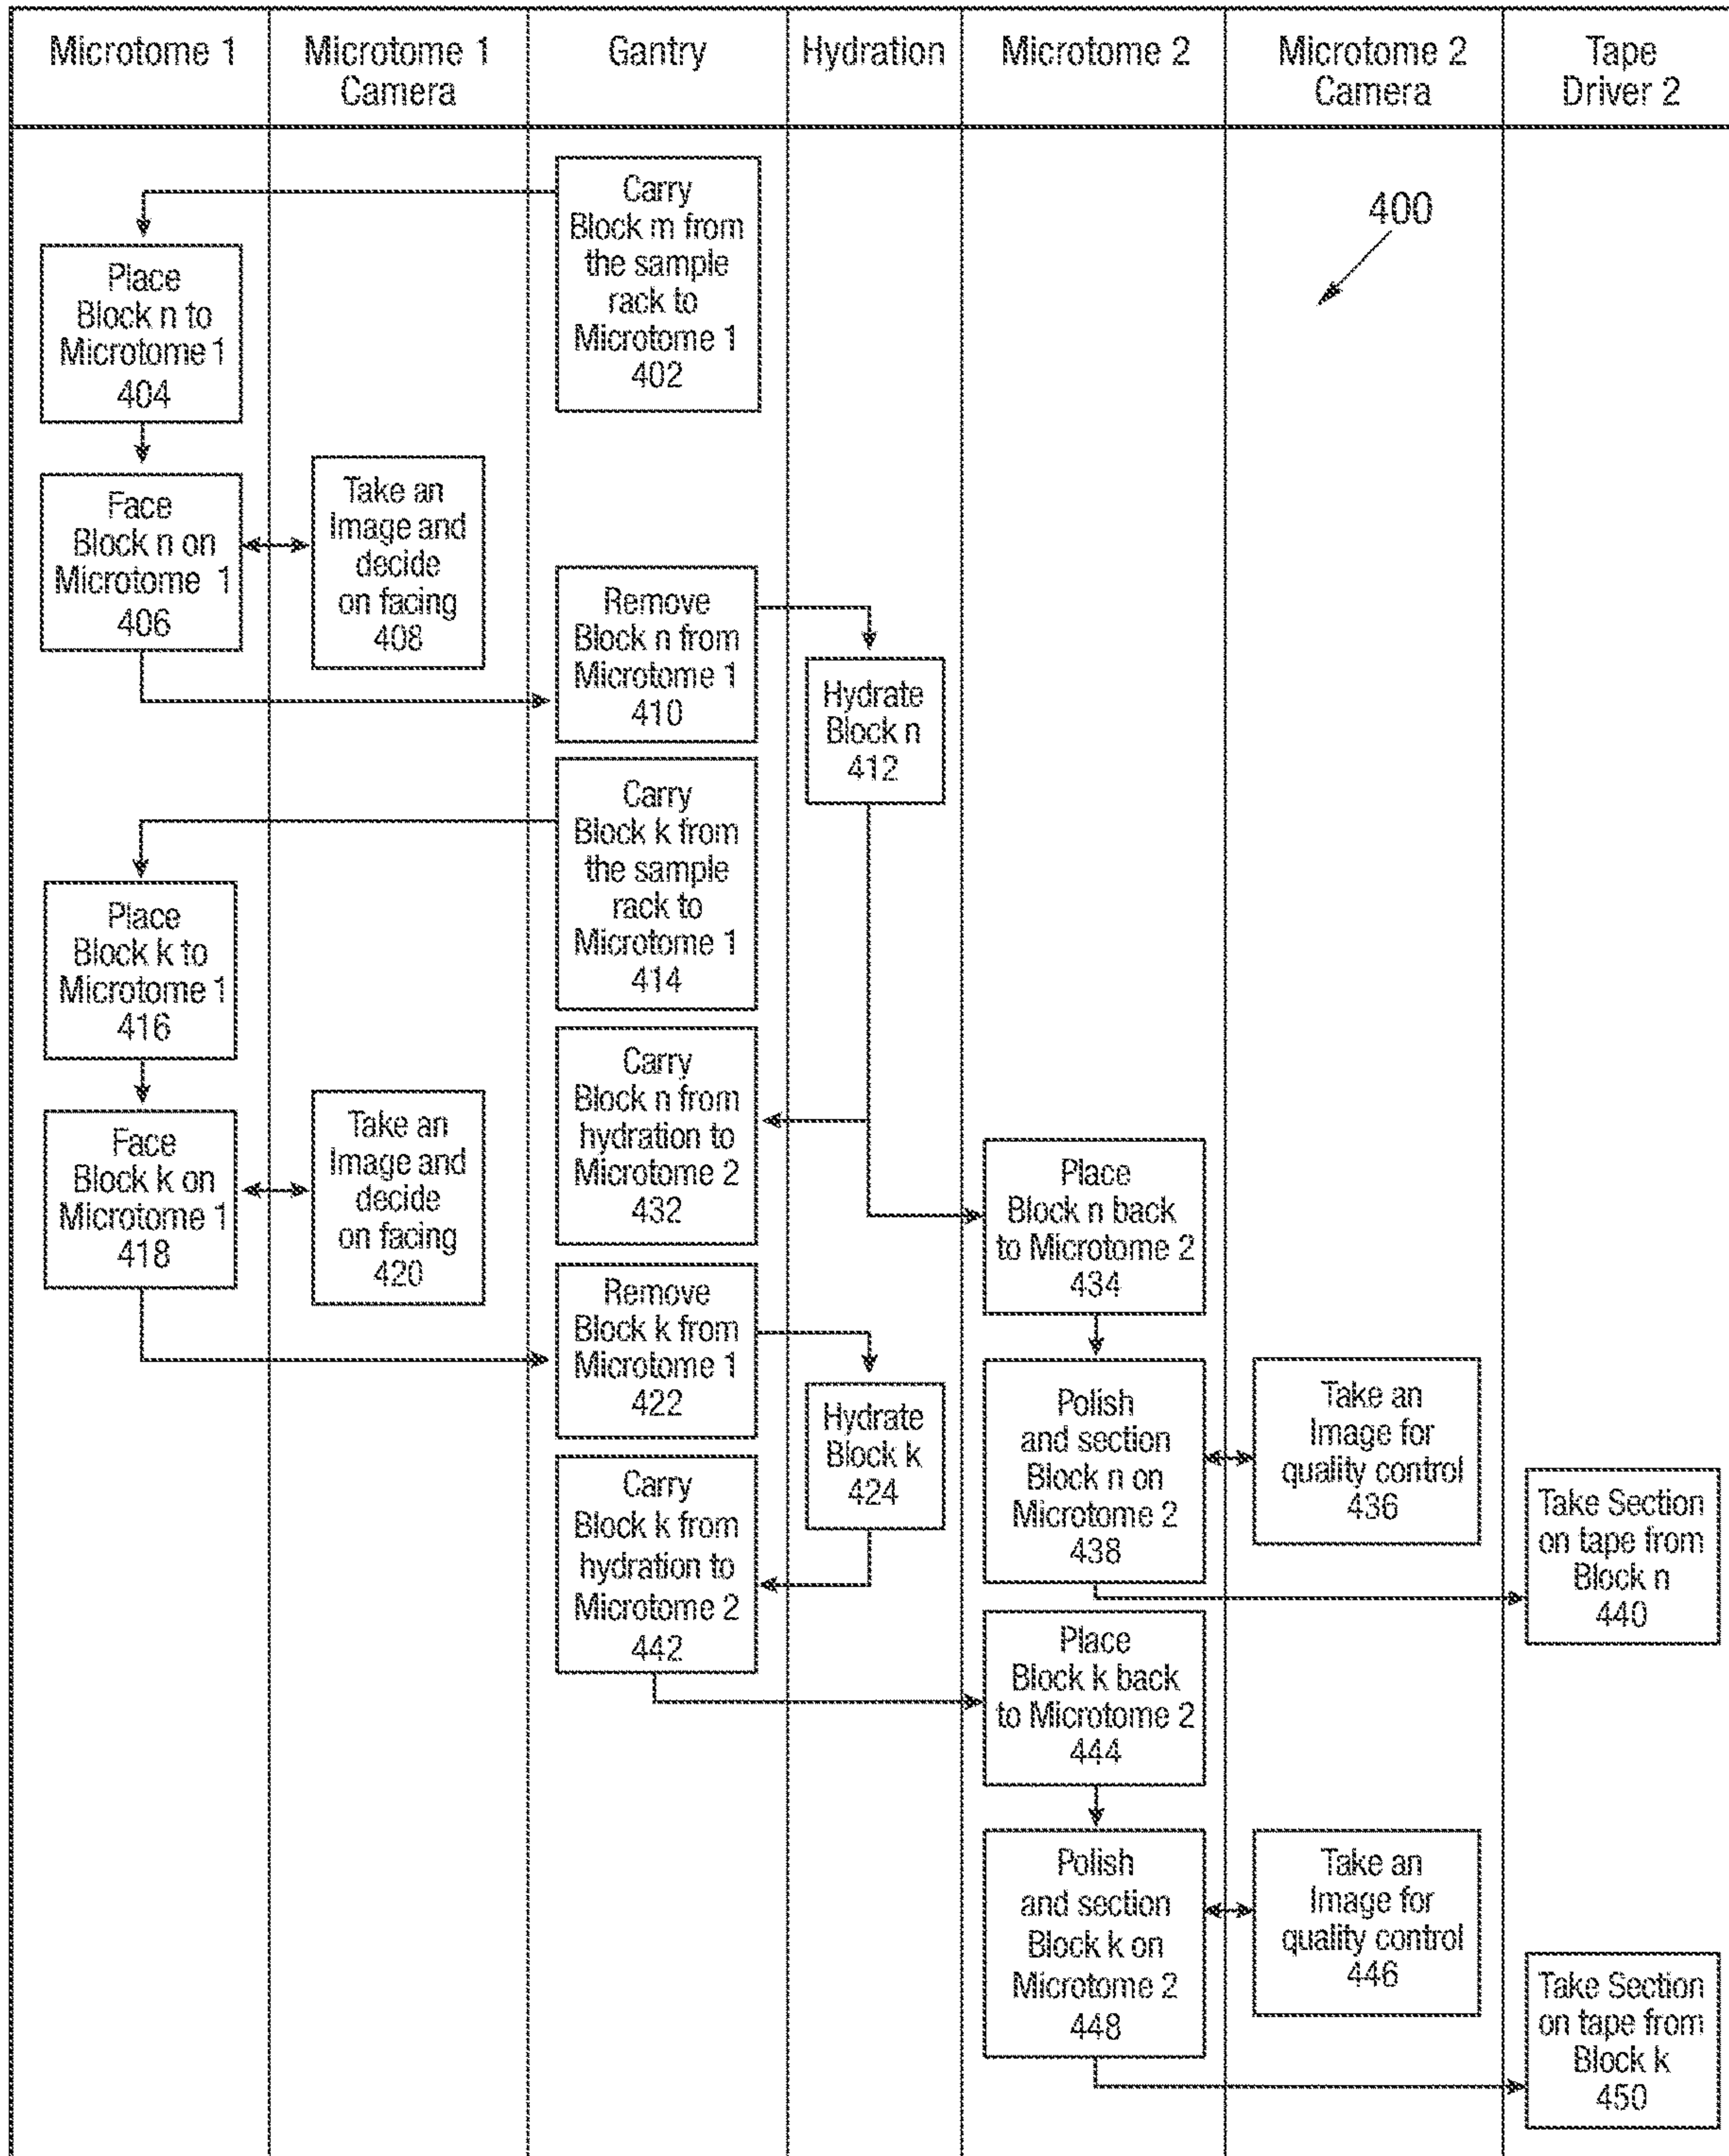 Microtome 1
Microtome 1
Camera
Gantry
Hydration
Microtome 2
Microtome 2
Camera
Tape
Driver 2
400
Carry
Block m from
the sample
rack to
Microtome 1
402
Place
Block n to
Microtome 1
404
Face
Block n on
Microtome 1
406
Take an
Image and
decide
on facing
408
Remove
Block n from
Microtome 1
410
Hydrate
Block n
412
Carry
Block k from
the sample
rack to
Microtome 1
414
Place
Block k to
Microtome 1
416
Face
Block k on
Microtome 1
418
Take an
Image and
decide
on facing
420
Carry
Block n from
hydration to
Microtome 2
432
Place
Block n back
to Microtome 2
434
Remove
Block k from
Microtome 1
422
Hydrate
Block k
424
Polish
and section
Block n on
Microtome 2
438
Take an
Image for
quality control
436
Take Section
on tape from
Block n
440
Carry
Block k from
hydration to
Microtome 2
442
Place
Block k back
to Microtome 2
444
Polish
and section
Block k on
Microtome 2
448
Take an
Image for
quality control
446
Take Section
on tape from
Block k
450